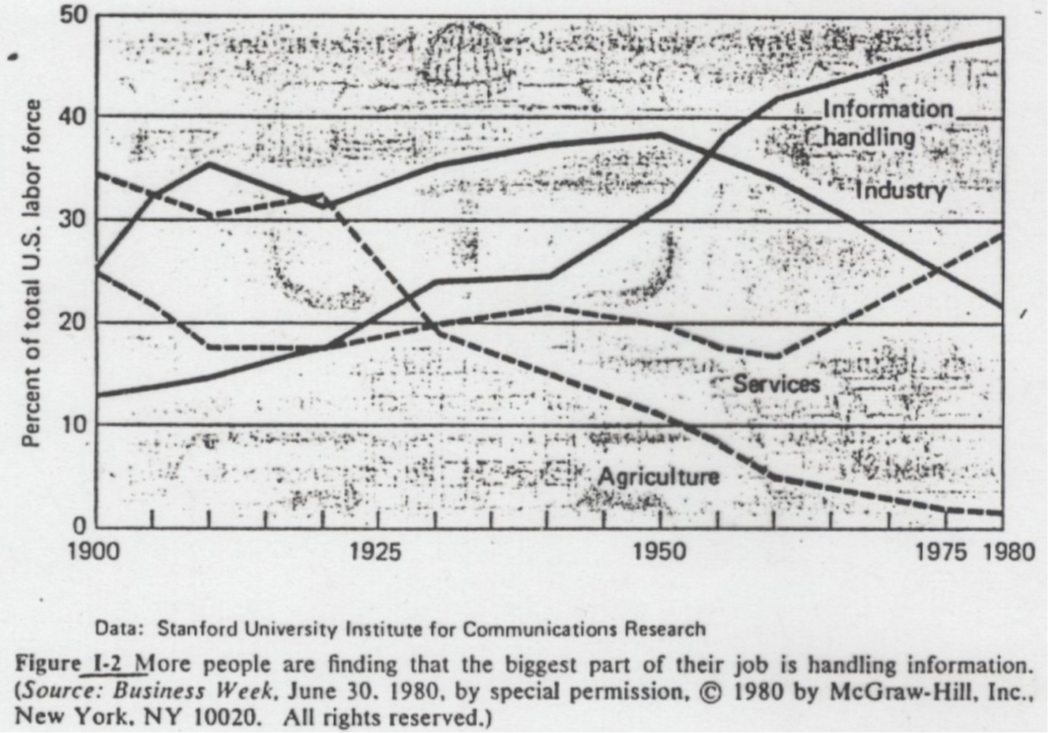 50
40
30
20
10
0
Percent of total U.S. labor force
Information
handling
Industry
Services
Agriculture
1900 1925 1950 1975 1980
Data: Stanford University Institute for Communications Research
Figure I-2 More people are finding that the biggest part of their job is handling information.
(Source: Business Week, June 30. 1980, by special permission, © 1980 by McGraw-Hill, Inc.,
New York, NY 10020. All rights reserved.)